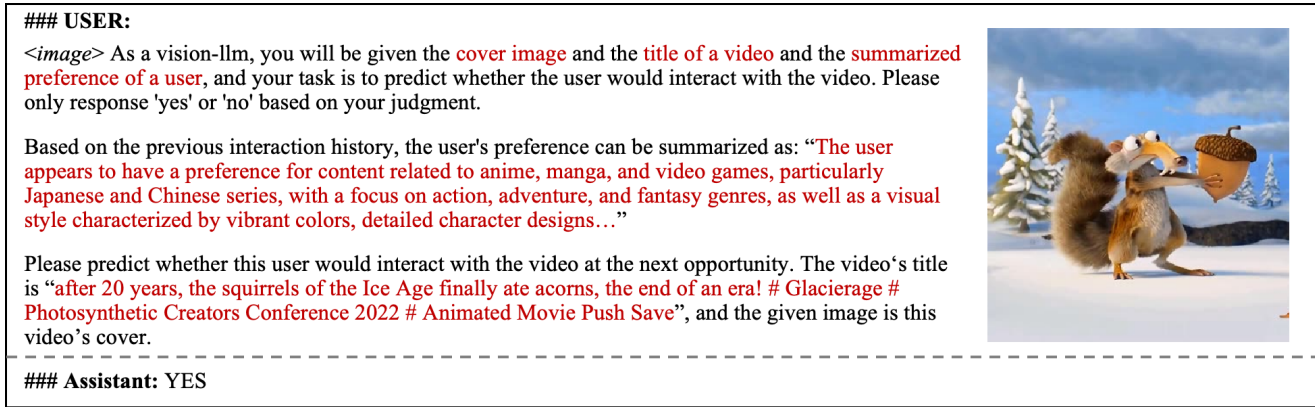 ### USER:
<image> As a vision-llm, you will be given the cover image and the title of a video and the summarized
preference of a user, and your task is to predict whether the user would interact with the video. Please
only response 'yes' or 'no' based on your judgment.
Based on the previous interaction history, the user's preference can be summarized as: “The user
appears to have a preference for content related to anime, manga, and video games, particularly
Japanese and Chinese series, with a focus on action, adventure, and fantasy genres, as well as a visual
style characterized by vibrant colors, detailed character designs…”
Please predict whether this user would interact with the video at the next opportunity. The video‘s title
is “after 20 years, the squirrels of the Ice Age finally ate acorns, the end of an era! # Glacierage #
Photosynthetic Creators Conference 2022 # Animated Movie Push Save”, and the given image is this
video’s cover.
### Assistant: YES